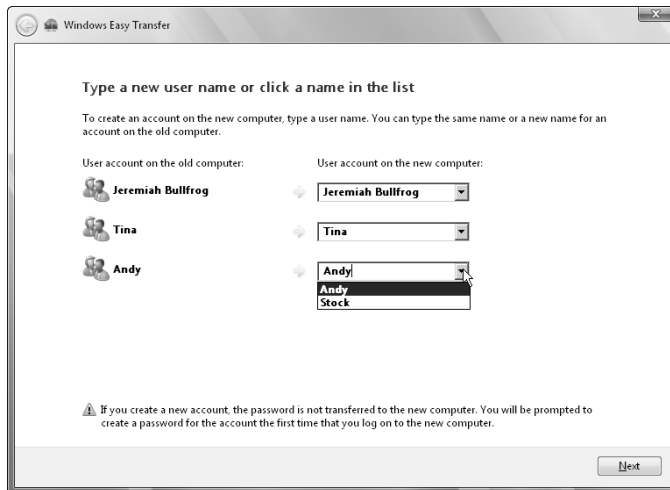 Windows Easy Transfer
Type a new user name or click a name in the list
To create an account on the new computer, type a user name. You can type the same name or a new name for an
account on the old computer.
User account on the old computer: User account on the new computer:
Jeremiah Bullfrog Jeremiah Bullfrog
Tina Tina
Andy Andy
Andy
Stock
If you create a new account, the password is not transferred to the new computer. You will be prompted to
create a password for the account the first time that you log on to the new computer.
Next